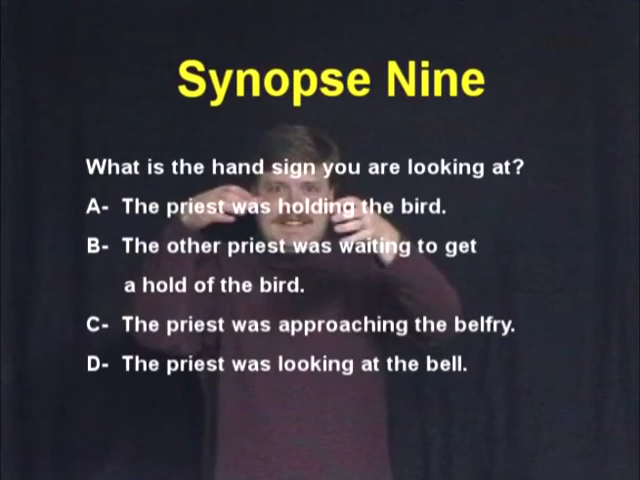 Synopse Nine
What is the hand sign you are looking at?
A- The priest was holding the bird.
B- The other priest was waiting to get
a hold of the bird.
C- The priest was approaching the belfry.
D- The priest was looking at the bell.